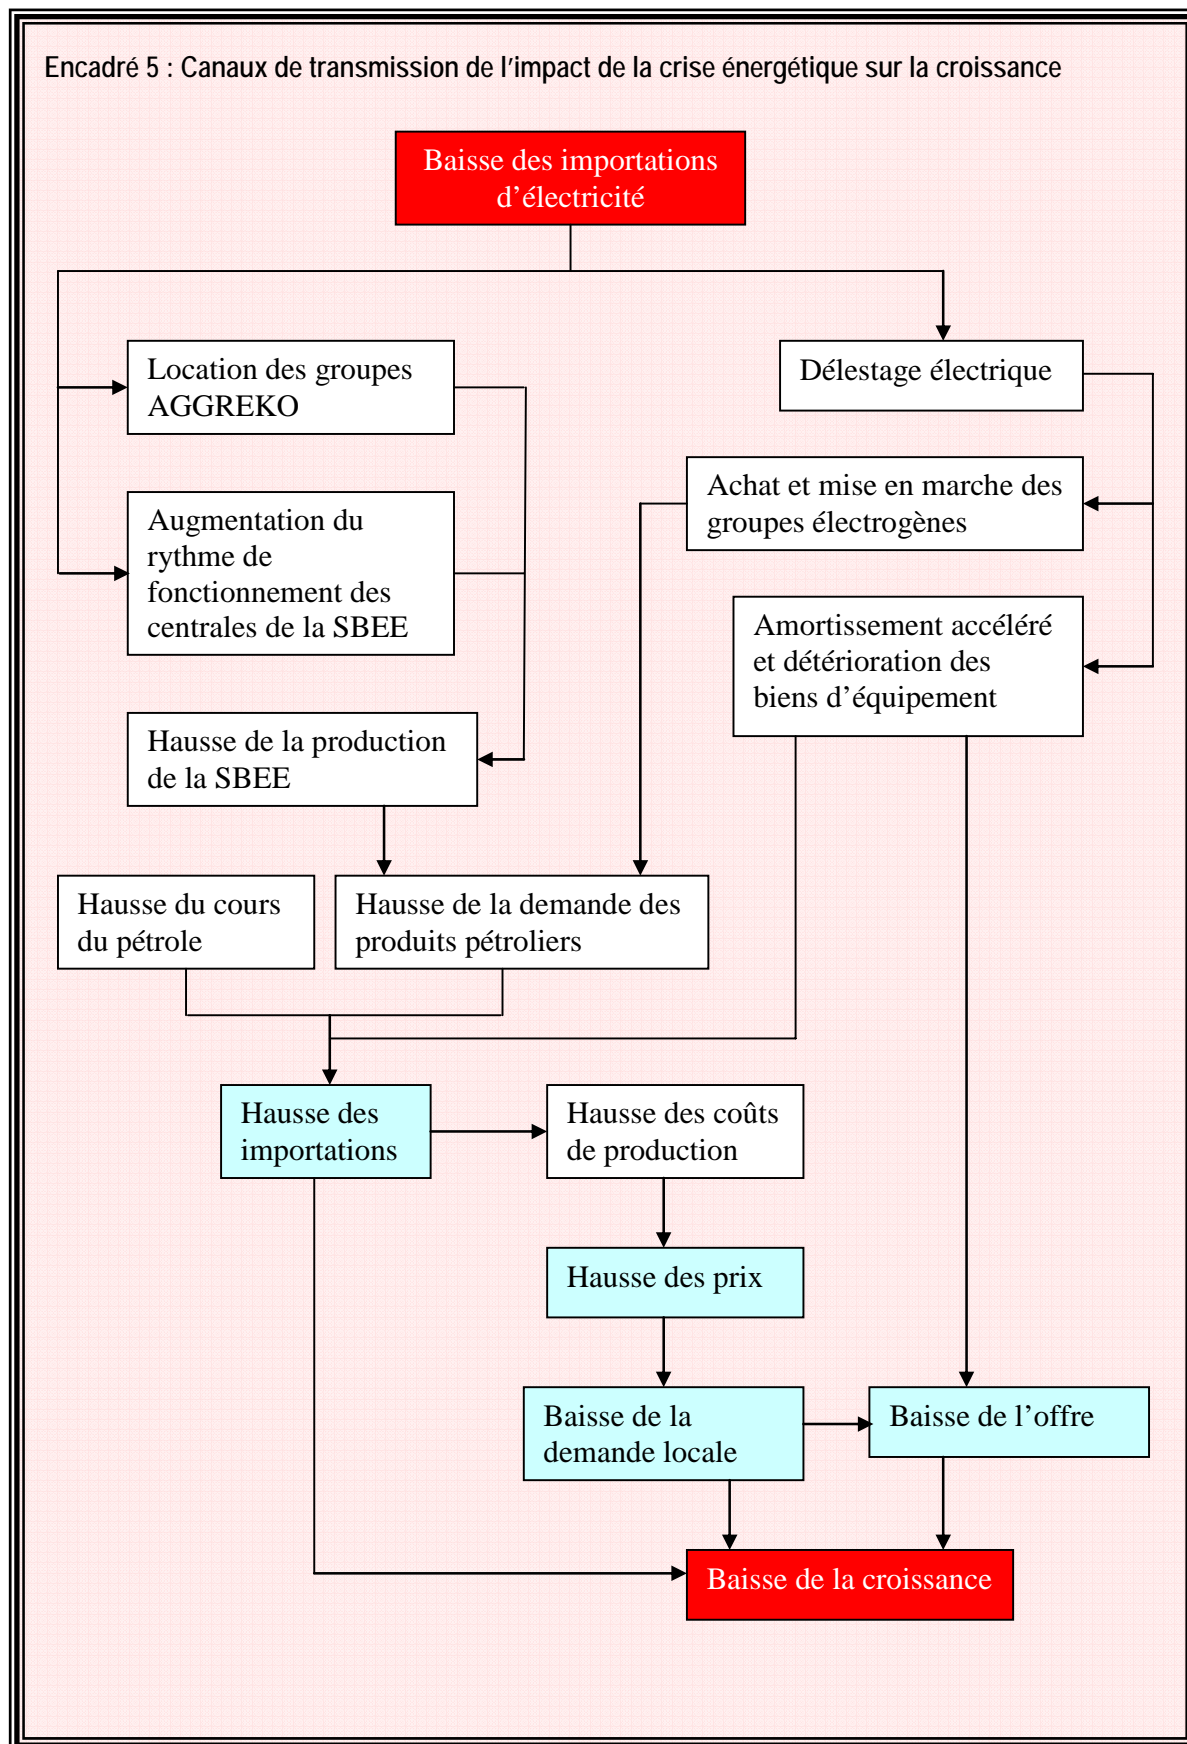 Encadré 5 : Canaux de transmission de l’impact de la crise énergétique sur la croissance
Baisse des importations
d’électricité
Location des groupes
AGGREKO
Délestage électrique
Achat et mise en marche des
groupes électrogènes
Augmentation du
rythme de
fonctionnement des
centrales de la SBEE
Amortissement accéléré
et détérioration des
biens d’équipement
Hausse de la production
de la SBEE
Hausse du cours
du pétrole
Hausse de la demande des
produits pétroliers
Hausse des
importations
Hausse des coûts
de production
Hausse des prix
Baisse de la
demande locale
Baisse de l’offre
Baisse de la croissance